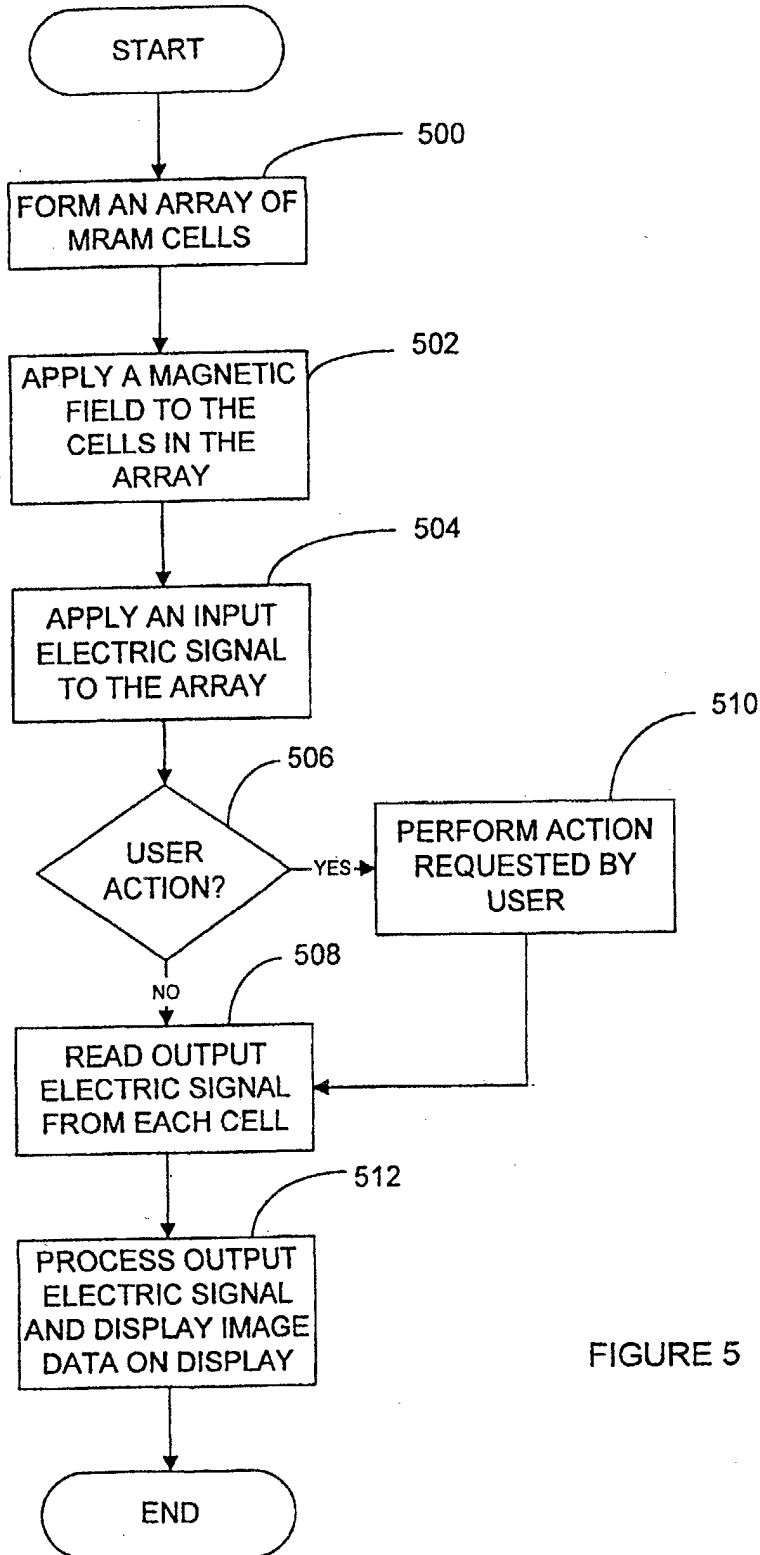 START
500
FORM AN ARRAY OF
MRAM CELLS
502
APPLY A MAGNETIC
FIELD TO THE
CELLS IN THE
ARRAY
504
APPLY AN INPUT
ELECTRIC SIGNAL
TO THE ARRAY
506
USER
ACTION?
YES
510
PERFORM ACTION
REQUESTED BY
USER
NO
508
READ OUTPUT
ELECTRIC SIGNAL
FROM EACH CELL
512
PROCESS OUTPUT
ELECTRIC SIGNAL
AND DISPLAY IMAGE
DATA ON DISPLAY
FIGURE 5
END